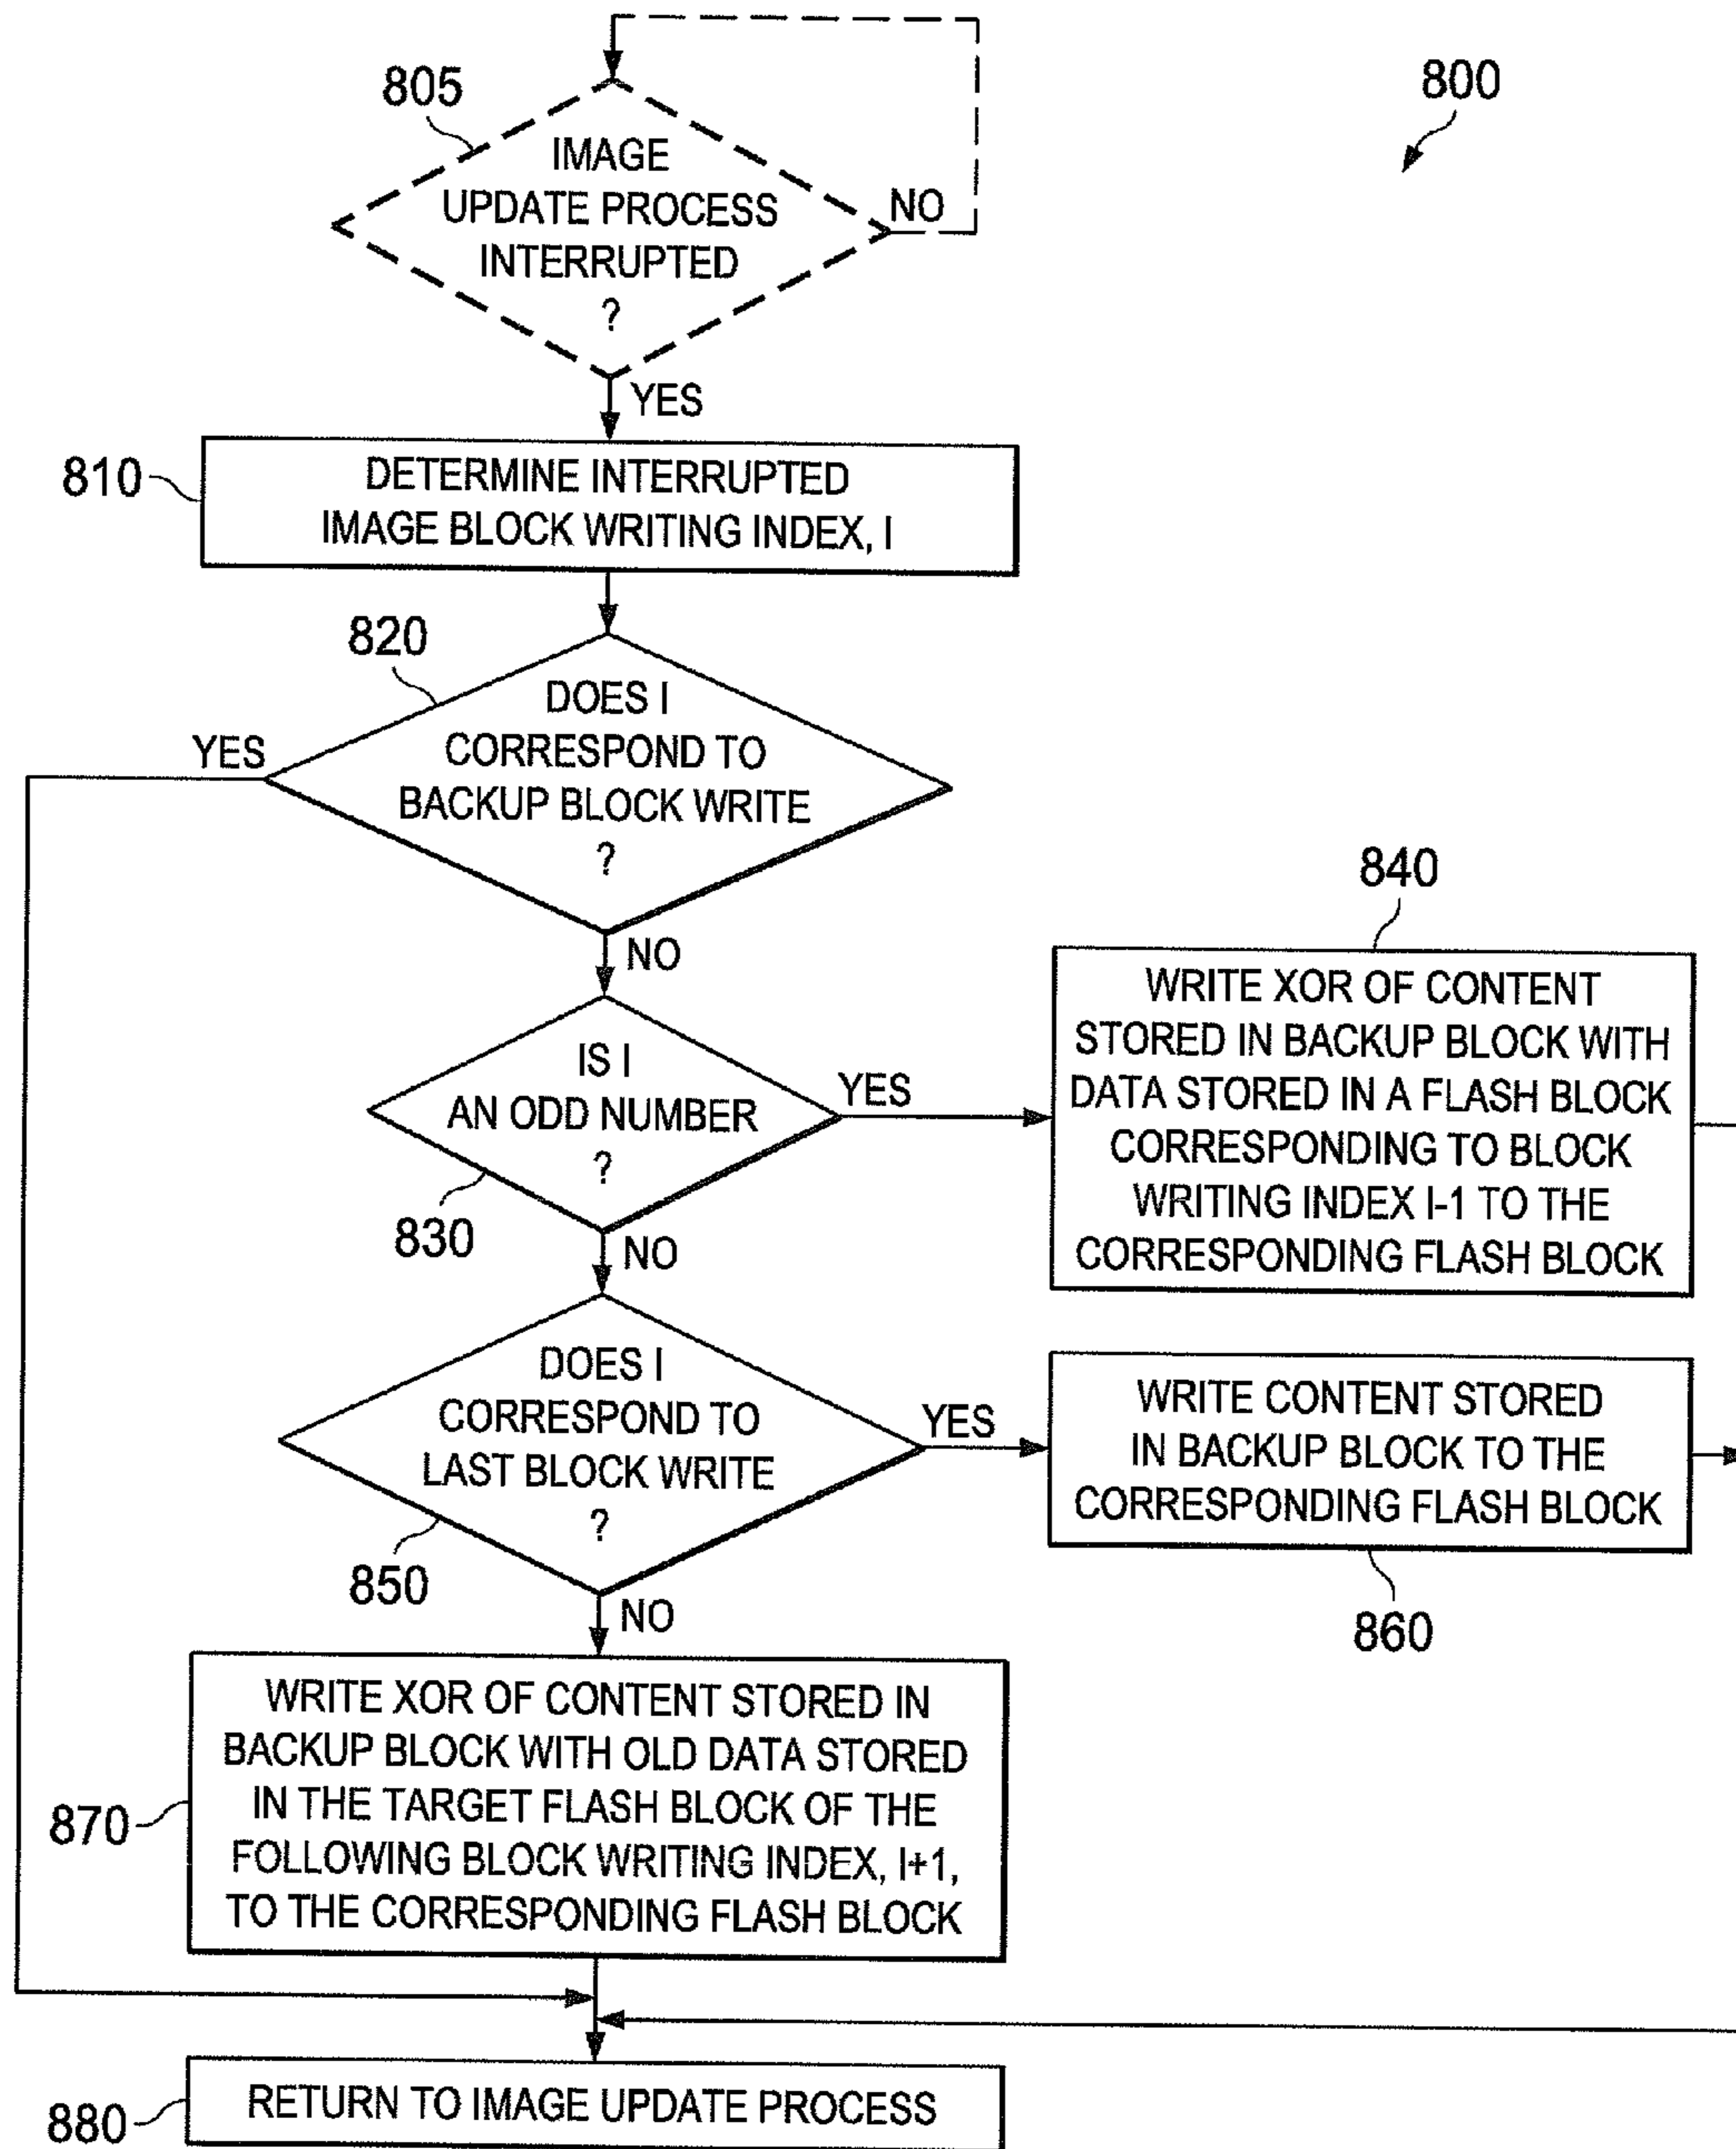 800
805
IMAGE
UPDATE PROCESS
INTERRUPTED
?
NO
YES
810
DETERMINE INTERRUPTED
IMAGE BLOCK WRITING INDEX, I
820
DOES I
CORRESPOND TO
BACKUP BLOCK WRITE
?
YES
NO
830
IS I
AN ODD NUMBER
?
YES
NO
840
WRITE XOR OF CONTENT
STORED IN BACKUP BLOCK WITH
DATA STORED IN A FLASH BLOCK
CORRESPONDING TO BLOCK
WRITING INDEX I-1 TO THE
CORRESPONDING FLASH BLOCK
850
DOES I
CORRESPOND TO
LAST BLOCK WRITE
?
YES
NO
WRITE CONTENT STORED
IN BACKUP BLOCK TO THE
CORRESPONDING FLASH BLOCK
860
870
WRITE XOR OF CONTENT STORED IN
BACKUP BLOCK WITH OLD DATA STORED
IN THE TARGET FLASH BLOCK OF THE
FOLLOWING BLOCK WRITING INDEX, I+1,
TO THE CORRESPONDING FLASH BLOCK
880
RETURN TO IMAGE UPDATE PROCESS